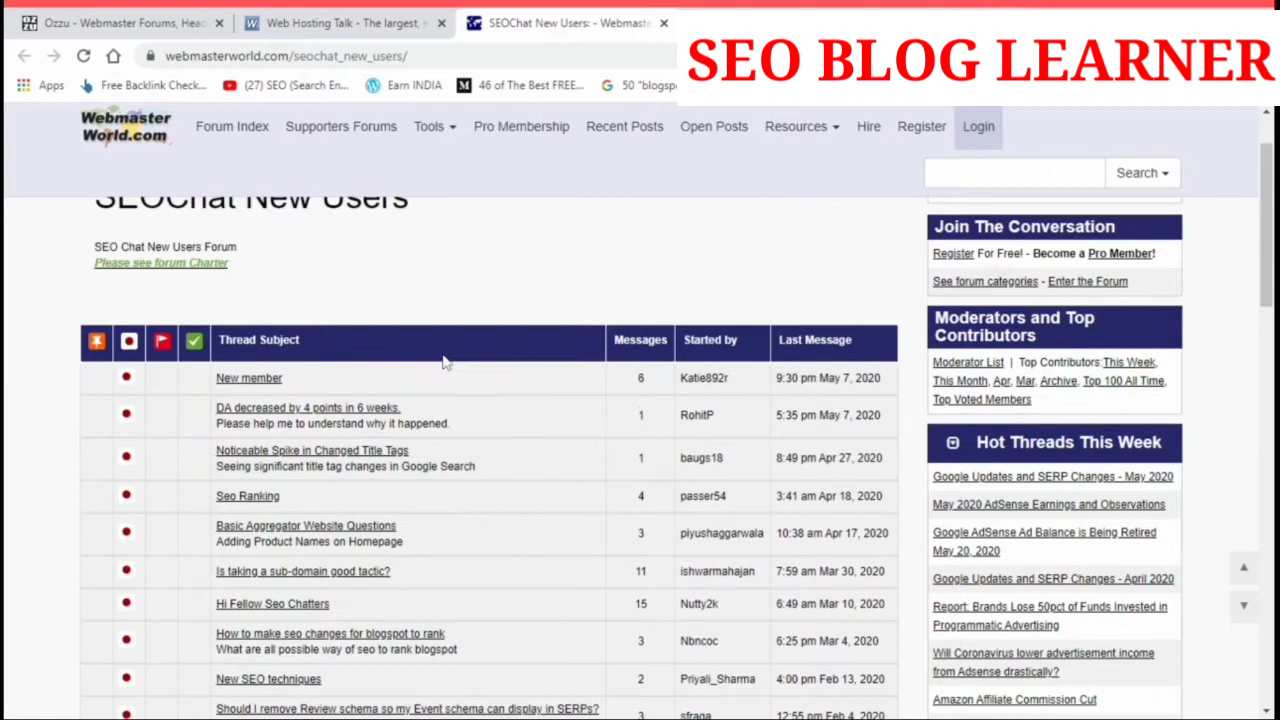 Ozzu - Webmaster Forums, Hea
Web Hosting Talk - The largest,
SEOChat New Users: - Webmaste
SEO BLOG LEARNER
webmasterworld.com/seochat_new_users/
Apps
Free Backlink Check...
(27) SEO (Search En...
Earn INDIA
46 of The Best FREE...
50 "blogsp
Webmaster
World.com
Forum Index
Supporters Forums
Tools
Pro Membership
Recent Posts
Open Posts
Resources
Hire
Register
Login
Search
SEOChat New Users
SEO Chat New Users Forum
Please see forum Charter
Thread Subject Messages Started by Last Message
New member 6 Katie892r 9:30 pm May 7, 2020
DA decreased by 4 points in 6 weeks. 1 RohitP 5:35 pm May 7, 2020
Please help me to understand why it happened.
Noticeable Spike in Changed Title Tags 1 baugs18 8:49 pm Apr 27, 2020
Seeing significant title tag changes in Google Search
Seo Ranking 4 passer54 3:41 am Apr 18, 2020
Basic Aggregator Website Questions 3 piyushaggarwala 10:38 am Apr 17, 2020
Adding Product Names on Homepage
Is taking a sub-domain good tactic? 11 ishwarmahajan 7:59 am Mar 30, 2020
Hi Fellow Seo Chatters 15 Nutty2k 6:49 am Mar 10, 2020
How to make seo changes for blogspot to rank 3 Nbncoc 6:25 pm Mar 4, 2020
What are all possible way of seo to rank blogspot
New SEO techniques 2 Priyali_Sharma 4:00 pm Feb 13, 2020
Should I remove Review schema so my Event schema can display in SERPs? 3 sfraga 12:55 pm Feb 4, 2020
Join The Conversation
Register For Free! - Become a Pro Member!
See forum categories - Enter the Forum
Moderators and Top
Contributors
Moderator List | Top Contributors:This Week,
This Month, Apr, Mar, Archive, Top 100 All Time,
Top Voted Members
Hot Threads This Week
Google Updates and SERP Changes - May 2020
May 2020 AdSense Earnings and Observations
Google AdSense Ad Balance is Being Retired
May 20, 2020
Google Updates and SERP Changes - April 2020
Report: Brands Lose 50pct of Funds Invested in
Programmatic Advertising
Will Coronavirus lower advertisement income
from Adsense drastically?
Amazon Affiliate Commission Cut